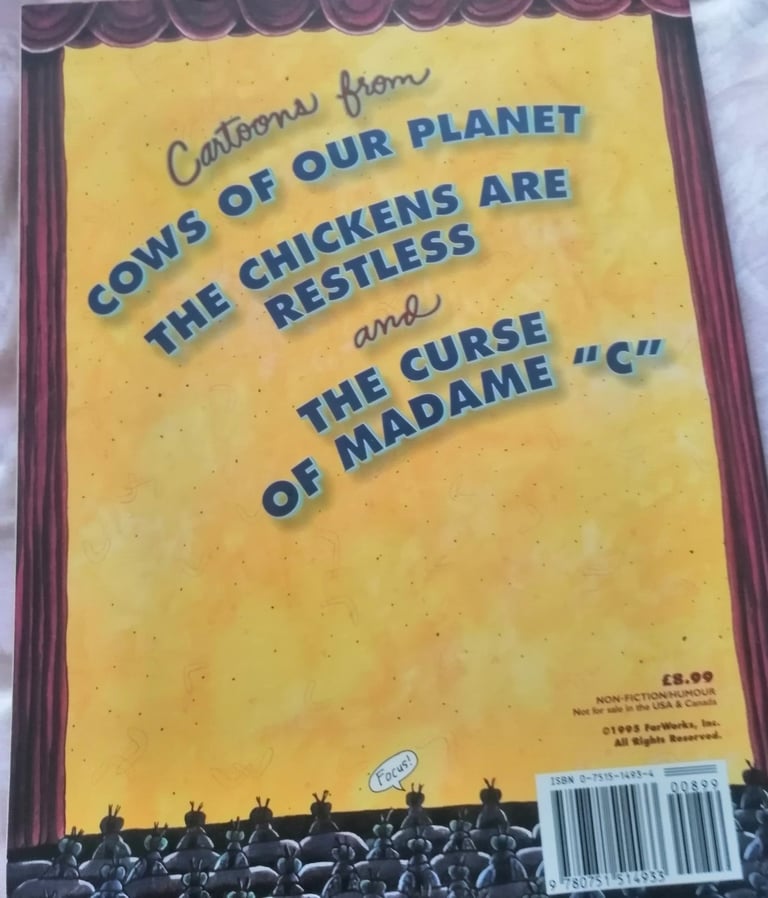 Cartoons from
COWS OF OUR PLANET
THE CHICKENS ARE
RESTLESS
and
THE CURSE
OF MADAME "C"
£8.99
NON-FICTION/HUMOUR
Not for sale in the USA & Canada
©1995 FarWorks, Inc.
All Rights Reserved.
Focus!
ISBN 0-7515-1493-4
00899
9 780751 514933